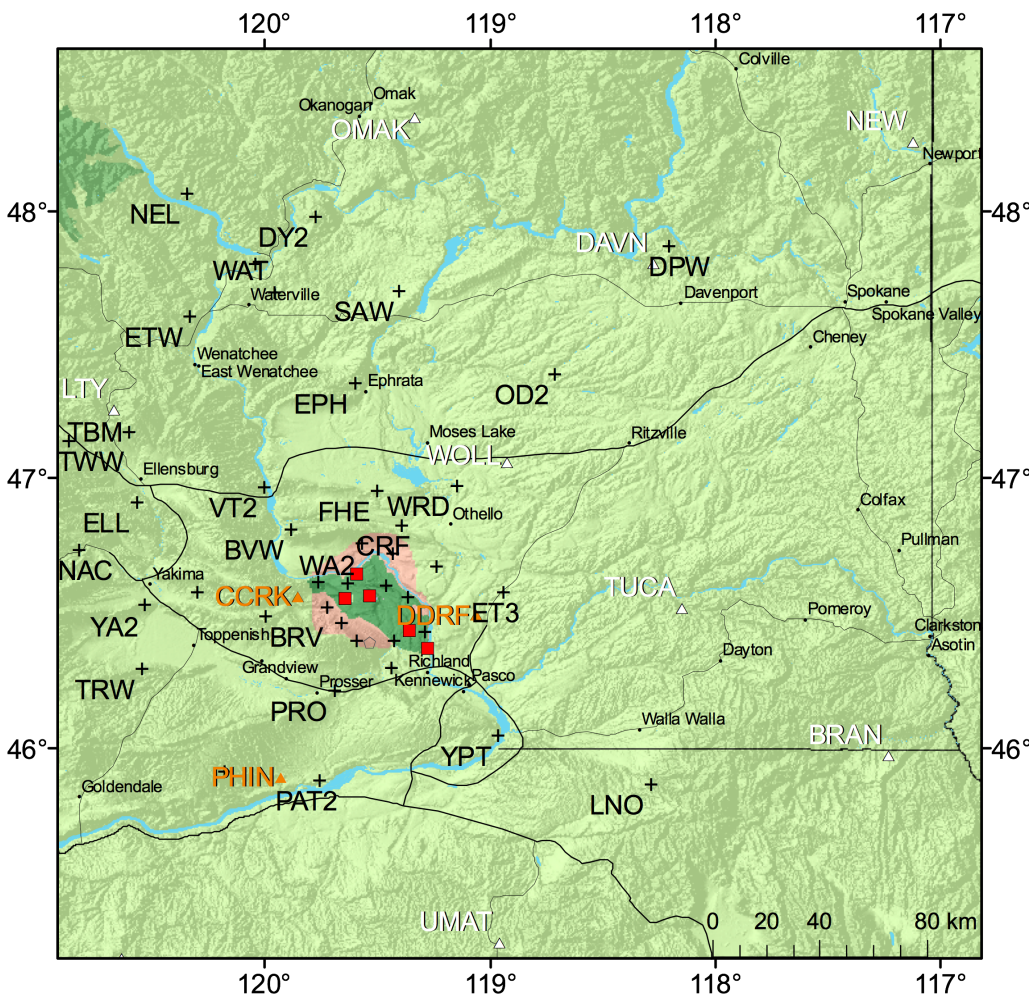 120° 119° 118° 117°
Colville
Omak
Okanogan
OMAK
NEW
Newport
48° 48°
NEL
DY2
DAVN
WAT
DPW
Waterville
SAW
Davenport
Spokane
Spokane Valley
ETW
Cheney
Wenatchee
East Wenatchee
Ephrata
LTY
EPH
OD2
TBM
Moses Lake
Ritzville
WOLL
TWW
Ellensburg
47° 47°
VT2
FHE
WRD
Othello
Colfax
ELL
BVW
CRF
Pullman
NAC
WA2
Yakima
CCRK
TUCA
DDRF
ET3
Pomeroy
YA2
Toppenish
BRV
Clarkston
Asotin
Dayton
Grandview
Richland
TRW
Prosser
Kennewick
Pasco
PRO
Walla Walla
BRAN
46° 46°
YPT
PHIN
Goldendale
PAT2
LNO
UMAT
0 20 40 80 km
120° 119° 118° 117°